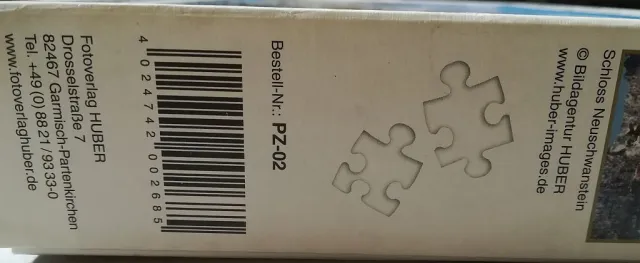 Schloss Neuschwanstein
© Bildagentur HUBER
www.huber-images.de
Bestell-Nr.: PZ-02
4 024742 002685
Fotoverlag HUBER
Drosselstraße 7
82467 Garmisch-Partenkirchen
Tel. +49 (0) 88 21 / 93 33-0
www.fotoverlaghuber.de